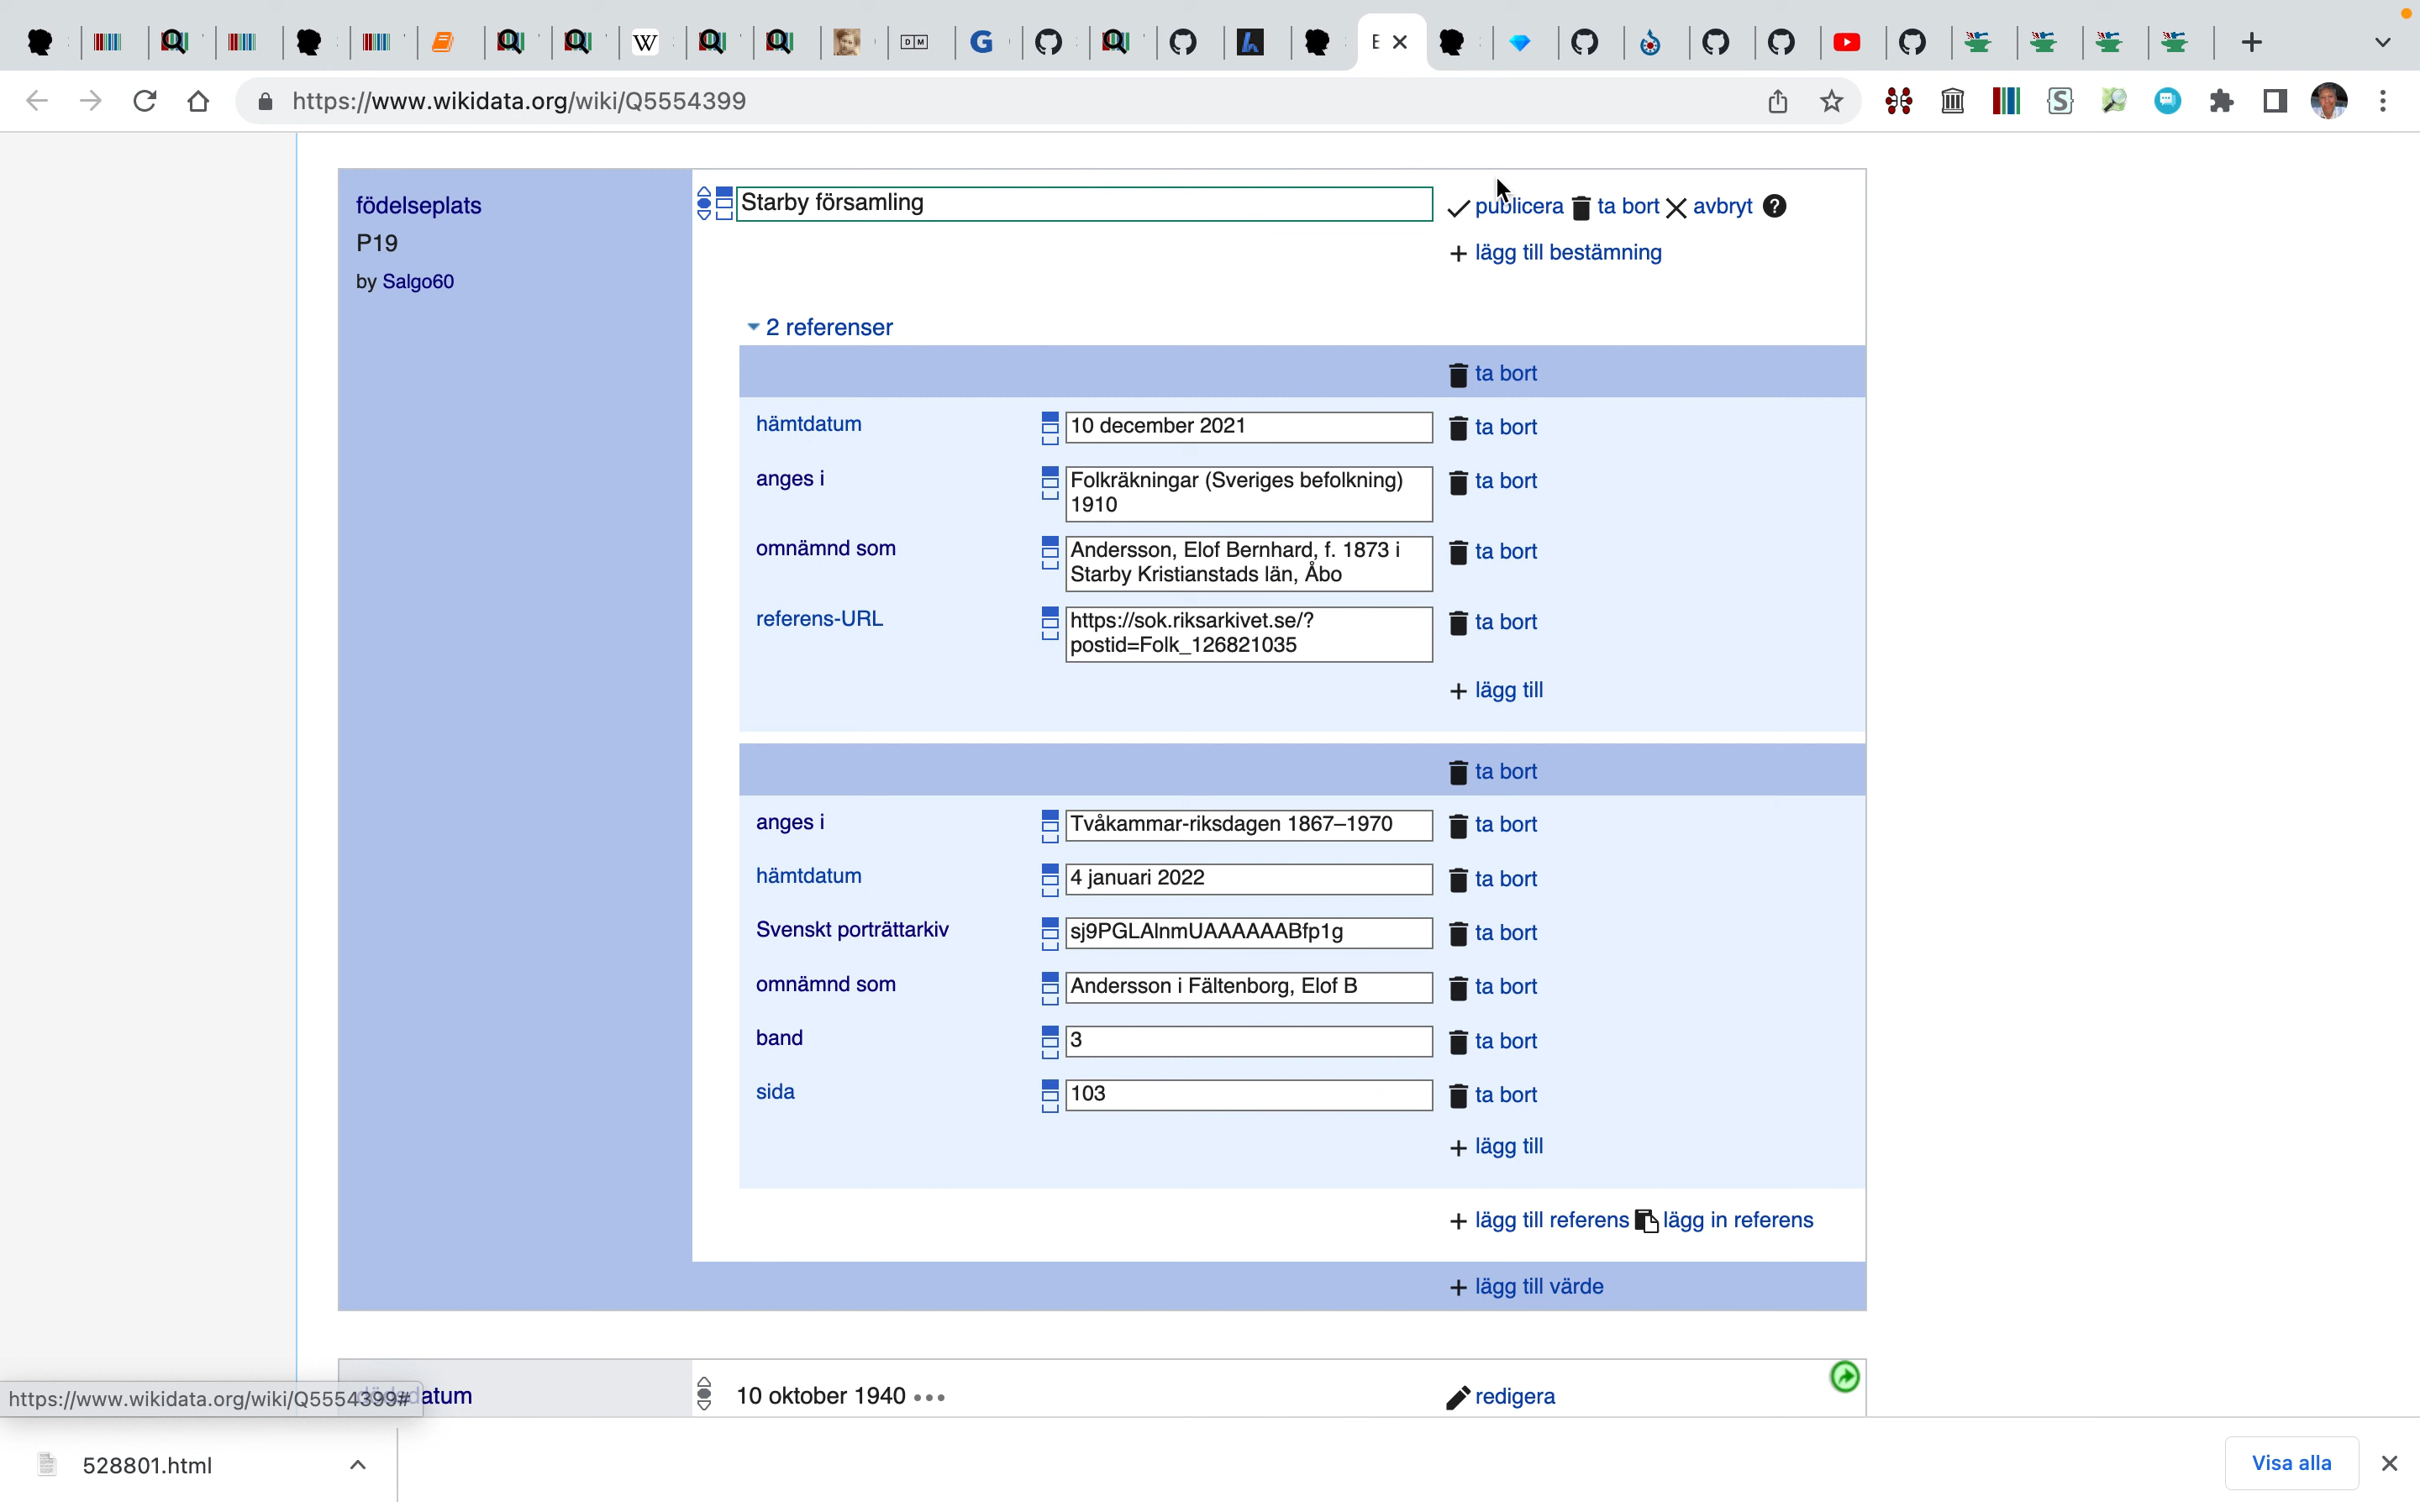 E
https://www.wikidata.org/wiki/Q5554399
födelseplats
P19
by Salgo60
Starby församling
publicera ta bort avbryt ?
+ lägg till bestämning
2 referenser
ta bort
hämtdatum 10 december 2021 ta bort
anges i Folkräkningar (Sveriges befolkning) ta bort
1910
omnämnd som Andersson, Elof Bernhard, f. 1873 i ta bort
Starby Kristianstads län, Åbo
referens-URL https://sok.riksarkivet.se/? ta bort
postid=Folk_126821035
+ lägg till
ta bort
anges i Tvåkammar-riksdagen 1867–1970 ta bort
hämtdatum 4 januari 2022 ta bort
Svenskt porträttarkiv sj9PGLAlnmUAAAAAABfp1g ta bort
omnämnd som Andersson i Fältenborg, Elof B ta bort
band 3 ta bort
sida 103 ta bort
+ lägg till
+ lägg till referens lägg in referens
+ lägg till värde
https://www.wikidata.org/wiki/Q5554399# datum 10 oktober 1940 ••• redigera
528801.html Visa alla